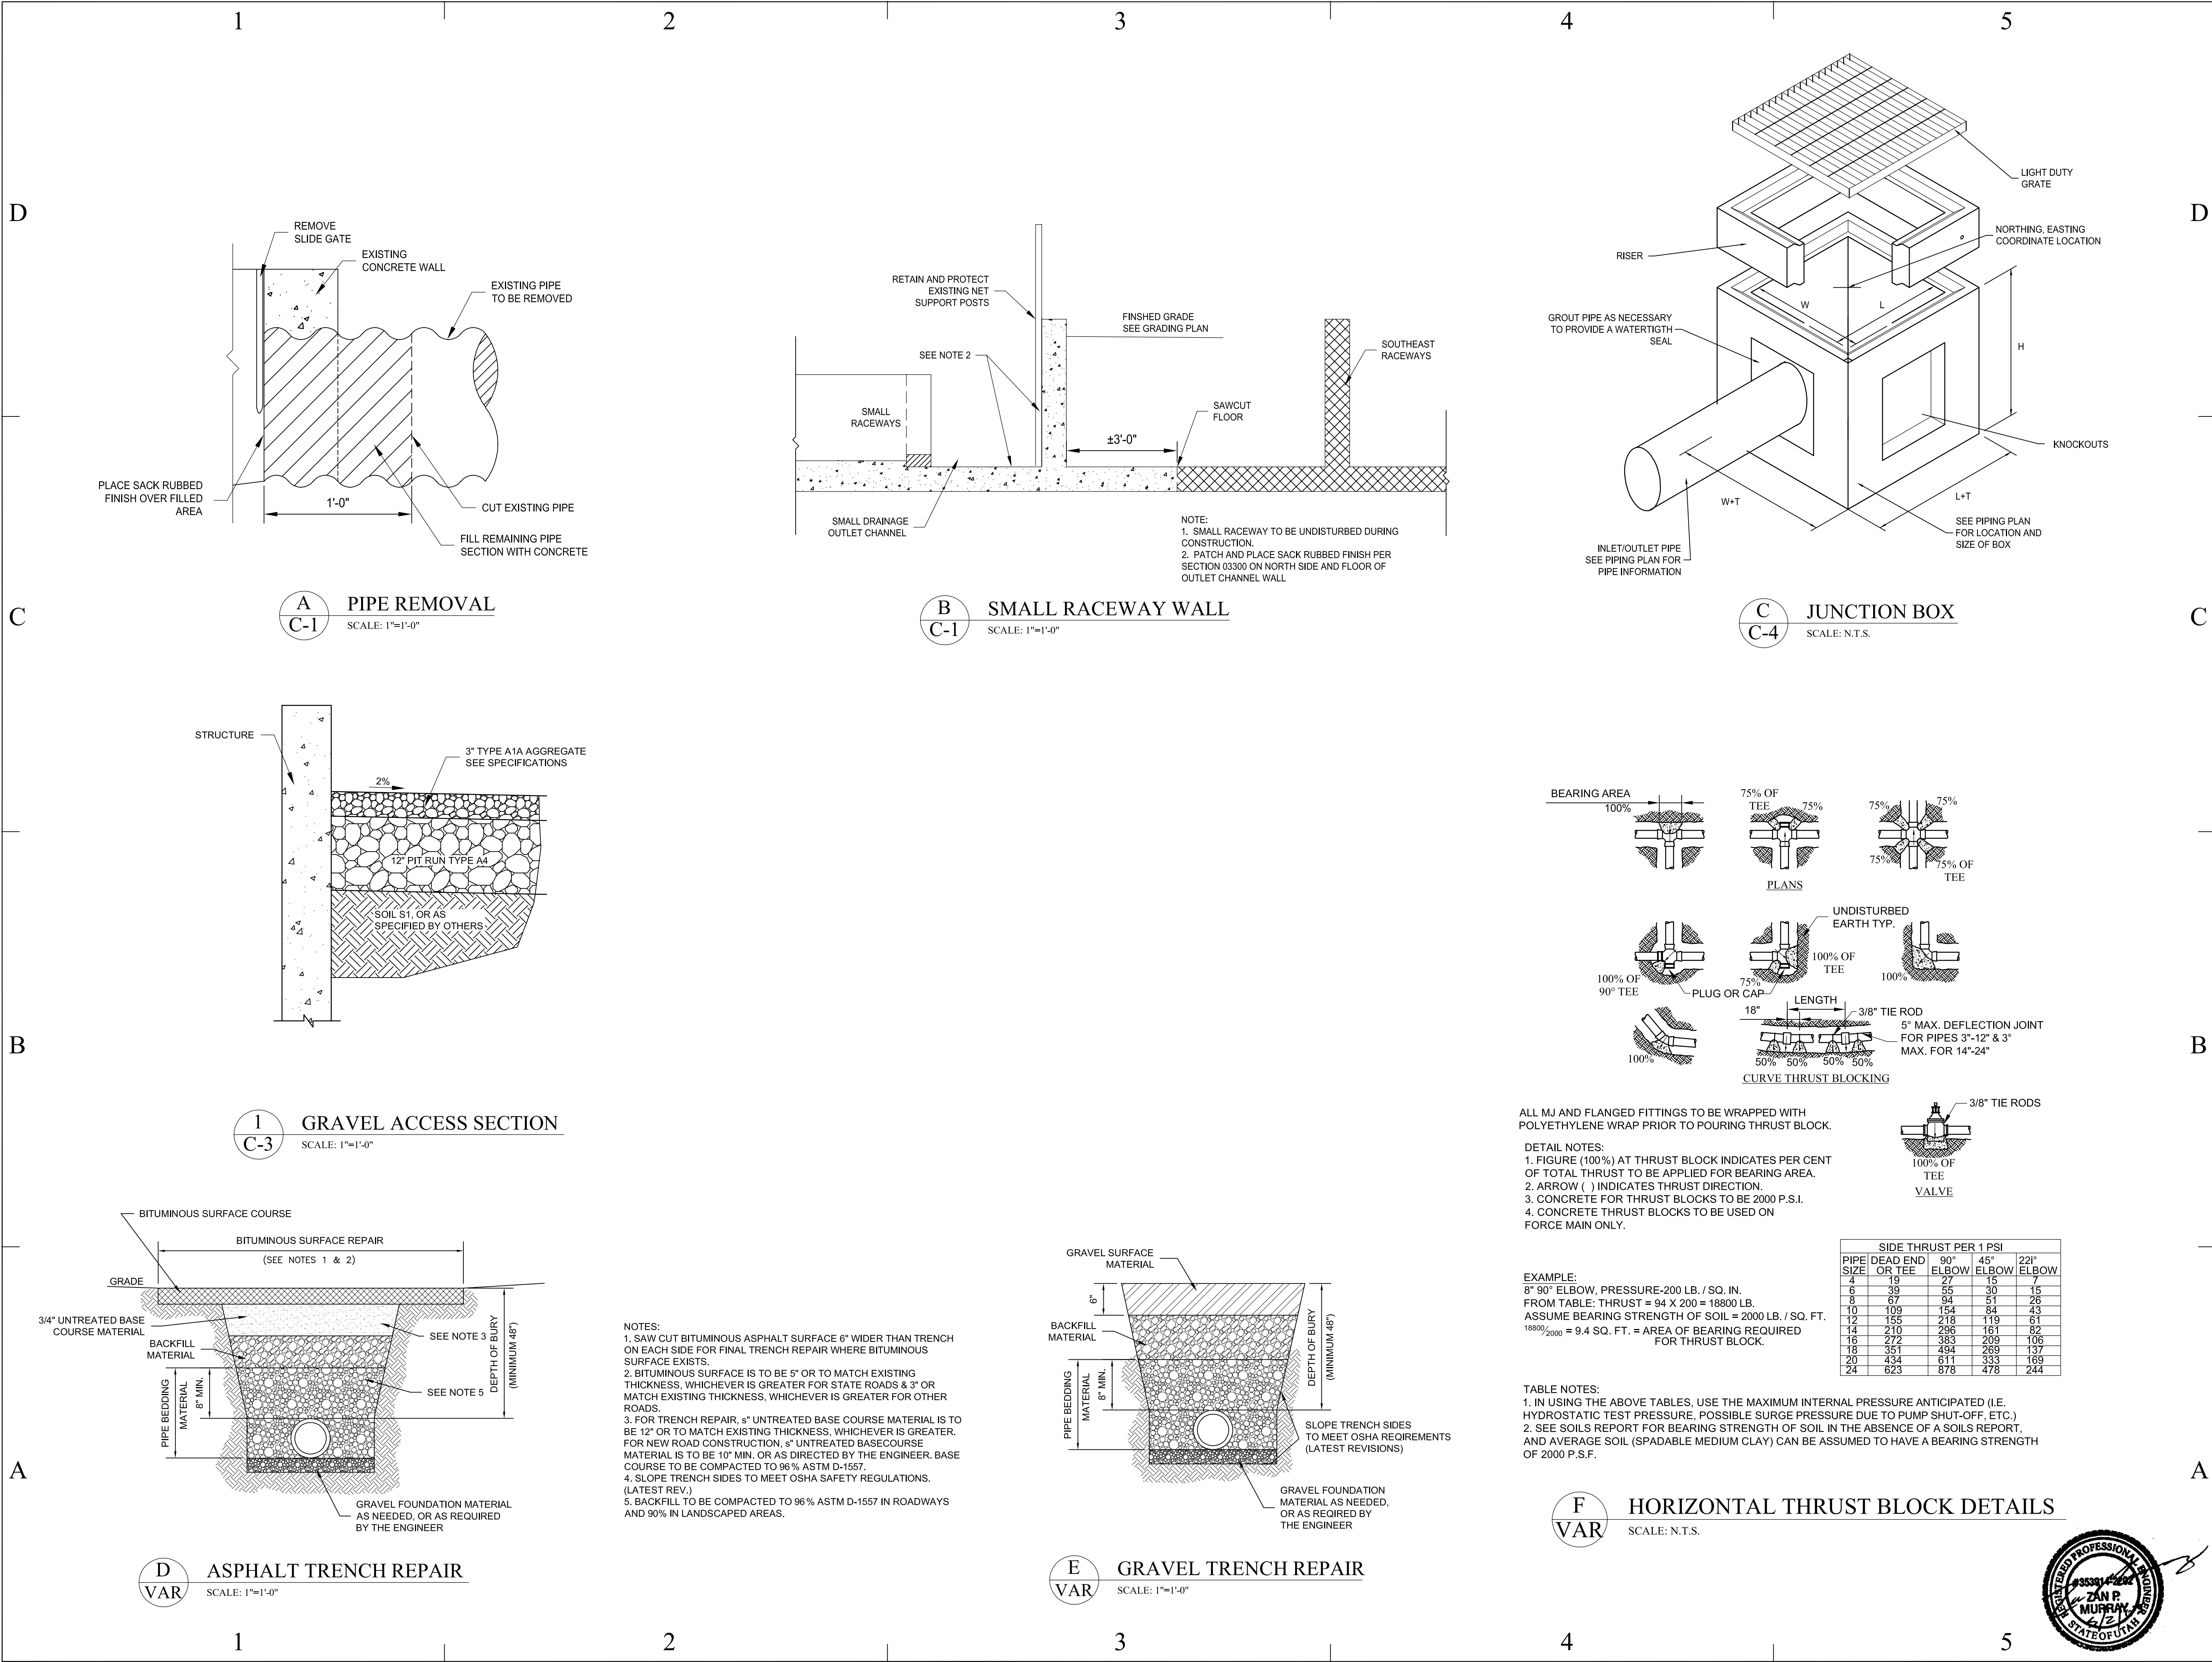 1 2 3 4 5
D
D
C
C
B
B
A
A
REMOVE
SLIDE GATE
EXISTING
CONCRETE WALL
EXISTING PIPE
TO BE REMOVED
PLACE SACK RUBBED
FINISH OVER FILLED
AREA
1'-0"
CUT EXISTING PIPE
FILL REMAINING PIPE
SECTION WITH CONCRETE
A
C-1
PIPE REMOVAL
SCALE: 1"=1'-0"
RETAIN AND PROTECT
EXISTING NET
SUPPORT POSTS
FINSHED GRADE
SEE GRADING PLAN
SEE NOTE 2
SOUTHEAST
RACEWAYS
SMALL
RACEWAYS
SAWCUT
FLOOR
±3'-0"
SMALL DRAINAGE
OUTLET CHANNEL
NOTE:
1. SMALL RACEWAY TO BE UNDISTURBED DURING
CONSTRUCTION.
2. PATCH AND PLACE SACK RUBBED FINISH PER
SECTION 03300 ON NORTH SIDE AND FLOOR OF
OUTLET CHANNEL WALL
B
C-1
SMALL RACEWAY WALL
SCALE: 1"=1'-0"
LIGHT DUTY
GRATE
NORTHING, EASTING
COORDINATE LOCATION
RISER
W
L
H
GROUT PIPE AS NECESSARY
TO PROVIDE A WATERTIGTH
SEAL
KNOCKOUTS
W+T
L+T
SEE PIPING PLAN
FOR LOCATION AND
SIZE OF BOX
INLET/OUTLET PIPE
SEE PIPING PLAN FOR
PIPE INFORMATION
C
C-4
JUNCTION BOX
SCALE: N.T.S.
STRUCTURE
3" TYPE A1A AGGREGATE
SEE SPECIFICATIONS
2%
12" PIT RUN TYPE A4
SOIL S1, OR AS
SPECIFIED BY OTHERS
1
C-3
GRAVEL ACCESS SECTION
SCALE: 1"=1'-0"
BITUMINOUS SURFACE COURSE
BITUMINOUS SURFACE REPAIR
(SEE NOTES 1 & 2)
GRADE
3/4" UNTREATED BASE
COURSE MATERIAL
BACKFILL
MATERIAL
SEE NOTE 3
SEE NOTE 5
PIPE BEDDING
MATERIAL
8" MIN.
DEPTH OF BURY
(MINIMUM 48")
GRAVEL FOUNDATION MATERIAL
AS NEEDED, OR AS REQUIRED
BY THE ENGINEER
D
VAR
ASPHALT TRENCH REPAIR
SCALE: 1"=1'-0"
NOTES:
1. SAW CUT BITUMINOUS ASPHALT SURFACE 6" WIDER THAN TRENCH
ON EACH SIDE FOR FINAL TRENCH REPAIR WHERE BITUMINOUS
SURFACE EXISTS.
2. BITUMINOUS SURFACE IS TO BE 5" OR TO MATCH EXISTING
THICKNESS, WHICHEVER IS GREATER FOR STATE ROADS & 3" OR
MATCH EXISTING THICKNESS, WHICHEVER IS GREATER FOR OTHER
ROADS.
3. FOR TRENCH REPAIR, s" UNTREATED BASE COURSE MATERIAL IS TO
BE 12" OR TO MATCH EXISTING THICKNESS, WHICHEVER IS GREATER.
FOR NEW ROAD CONSTRUCTION, s" UNTREATED BASECOURSE
MATERIAL IS TO BE 10" MIN. OR AS DIRECTED BY THE ENGINEER. BASE
COURSE TO BE COMPACTED TO 96% ASTM D-1557.
4. SLOPE TRENCH SIDES TO MEET OSHA SAFETY REGULATIONS.
(LATEST REV.)
5. BACKFILL TO BE COMPACTED TO 96% ASTM D-1557 IN ROADWAYS
AND 90% IN LANDSCAPED AREAS.
GRAVEL SURFACE
MATERIAL
6"
BACKFILL
MATERIAL
PIPE BEDDING
MATERIAL
8" MIN.
DEPTH OF BURY
(MINIMUM 48")
SLOPE TRENCH SIDES
TO MEET OSHA REQIREMENTS
(LATEST REVISIONS)
GRAVEL FOUNDATION
MATERIAL AS NEEDED,
OR AS REQIRED BY
THE ENGINEER
E
VAR
GRAVEL TRENCH REPAIR
SCALE: 1"=1'-0"
BEARING AREA
100%
75% OF
TEE 75%
75% 75%
75% 75% OF
TEE
PLANS
UNDISTURBED
EARTH TYP.
100% OF
90° TEE
PLUG OR CAP
75%
100% OF
TEE
100%
100%
18"
LENGTH
3/8" TIE ROD
5° MAX. DEFLECTION JOINT
FOR PIPES 3"-12" & 3°
MAX. FOR 14"-24"
50% 50% 50% 50%
CURVE THRUST BLOCKING
3/8" TIE RODS
100% OF
TEE
VALVE
ALL MJ AND FLANGED FITTINGS TO BE WRAPPED WITH
POLYETHYLENE WRAP PRIOR TO POURING THRUST BLOCK.
DETAIL NOTES:
1. FIGURE (100%) AT THRUST BLOCK INDICATES PER CENT
OF TOTAL THRUST TO BE APPLIED FOR BEARING AREA.
2. ARROW ( ) INDICATES THRUST DIRECTION.
3. CONCRETE FOR THRUST BLOCKS TO BE 2000 P.S.I.
4. CONCRETE THRUST BLOCKS TO BE USED ON
FORCE MAIN ONLY.
EXAMPLE:
8" 90° ELBOW, PRESSURE-200 LB. / SQ. IN.
FROM TABLE: THRUST = 94 X 200 = 18800 LB.
ASSUME BEARING STRENGTH OF SOIL = 2000 LB. / SQ. FT.
18800/2000 = 9.4 SQ. FT. = AREA OF BEARING REQUIRED
FOR THRUST BLOCK.
SIDE THRUST PER 1 PSI
PIPE DEAD END 90° 45° 22i°
SIZE OR TEE ELBOW ELBOW ELBOW
4 19 27 15 7
6 39 55 30 15
8 67 94 51 26
10 109 154 84 43
12 155 218 119 61
14 210 296 161 82
16 272 383 209 106
18 351 494 269 137
20 434 611 333 169
24 623 878 478 244
TABLE NOTES:
1. IN USING THE ABOVE TABLES, USE THE MAXIMUM INTERNAL PRESSURE ANTICIPATED (I.E.
HYDROSTATIC TEST PRESSURE, POSSIBLE SURGE PRESSURE DUE TO PUMP SHUT-OFF, ETC.)
2. SEE SOILS REPORT FOR BEARING STRENGTH OF SOIL IN THE ABSENCE OF A SOILS REPORT,
AND AVERAGE SOIL (SPADABLE MEDIUM CLAY) CAN BE ASSUMED TO HAVE A BEARING STRENGTH
OF 2000 P.S.F.
F
VAR
HORIZONTAL THRUST BLOCK DETAILS
SCALE: N.T.S.
REGISTERED PROFESSIONAL ENGINEER
#353914-2202
ZAN P.
MURRAY
STATE OF UTAH
1 2 3 4 5